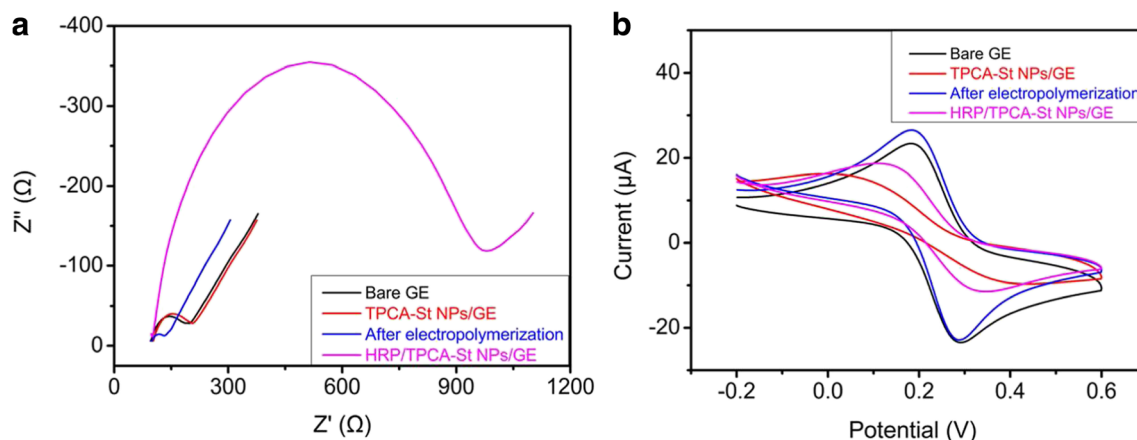 a
-400
-300
-200
-100
0
Z'' (Ω)
0 300 600 900 1200
Z' (Ω)
Bare GE
TPCA-St NPs/GE
After electropolymerization
HRP/TPCA-St NPs/GE
b
40
20
0
-20
Current (μA)
-0.2 0.0 0.2 0.4 0.6
Potential (V)
Bare GE
TPCA-St NPs/GE
After electropolymerization
HRP/TPCA-St NPs/GE